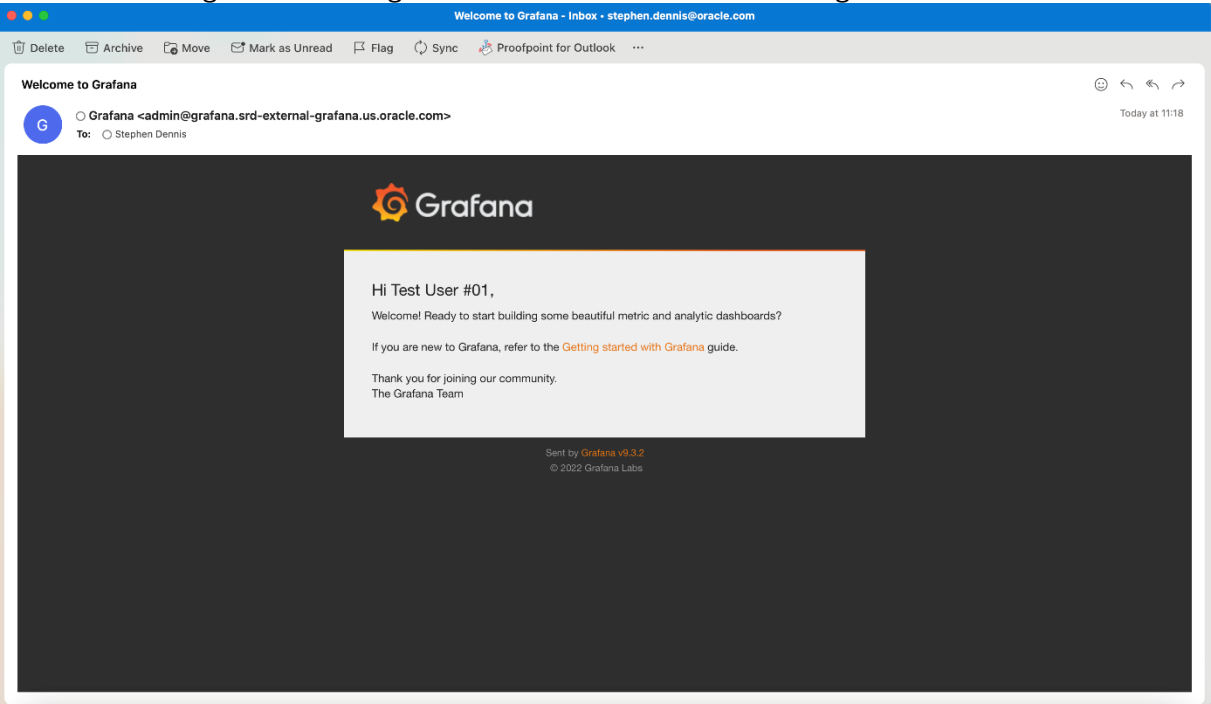 Welcome to Grafana - Inbox • stephen.dennis@oracle.com
Delete Archive Move Mark as Unread Flag Sync Proofpoint for Outlook ...
Welcome to Grafana
G
Grafana <admin@grafana.srd-external-grafana.us.oracle.com>
Today at 11:18
To: Stephen Dennis
Grafana
Hi Test User #01,
Welcome! Ready to start building some beautiful metric and analytic dashboards?
If you are new to Grafana, refer to the Getting started with Grafana guide.
Thank you for joining our community.
The Grafana Team
Sent by Grafana v9.3.2
© 2022 Grafana Labs